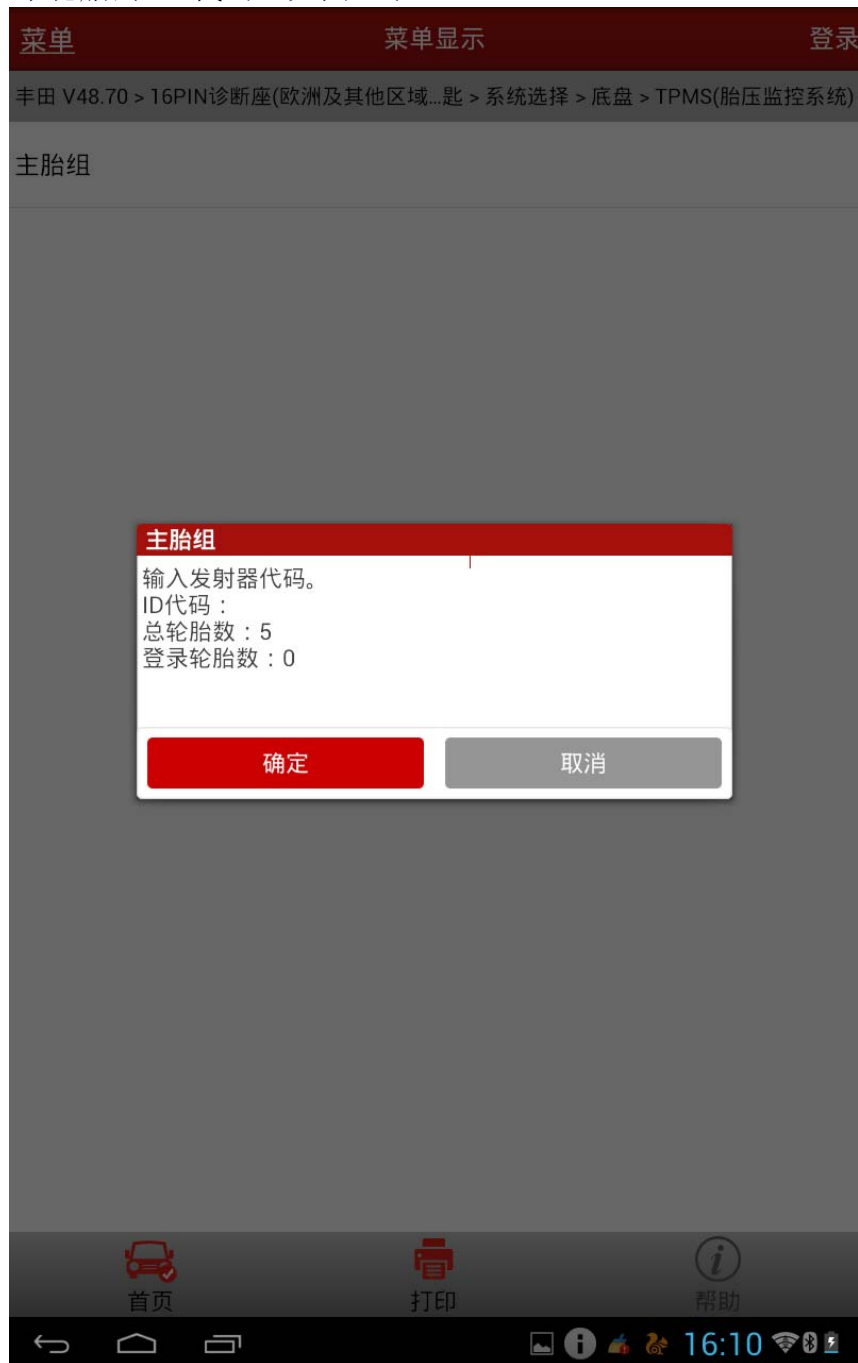 菜单 菜单显示 登录
丰田 V48.70 > 16PIN诊断座(欧洲及其他区域...匙 > 系统选择 > 底盘 > TPMS(胎压监控系统)
主胎组
主胎组
输入发射器代码。
ID代码：
总轮胎数：5
登录轮胎数：0
确定 取消
首页 打印 帮助
16:10